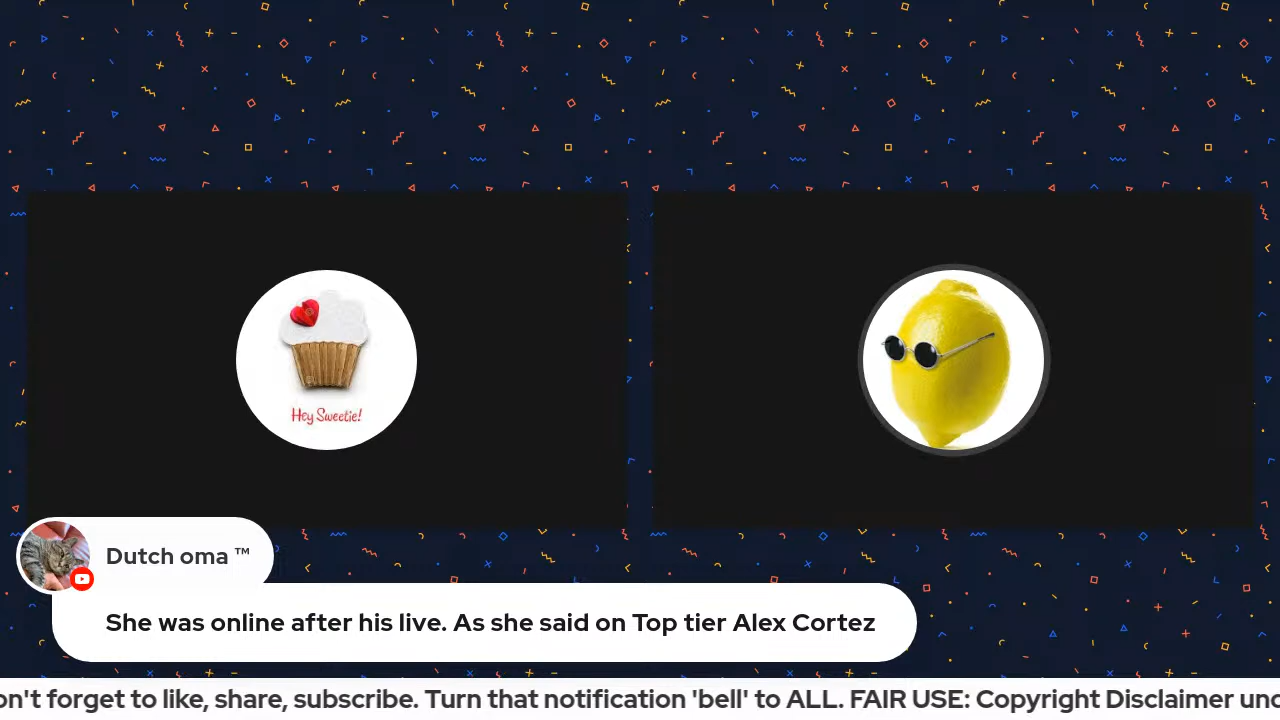 Hey Sweetie!
Dutch oma ™
She was online after his live. As she said on Top tier Alex Cortez
on't forget to like, share, subscribe. Turn that notification 'bell' to ALL. FAIR USE: Copyright Disclaimer und